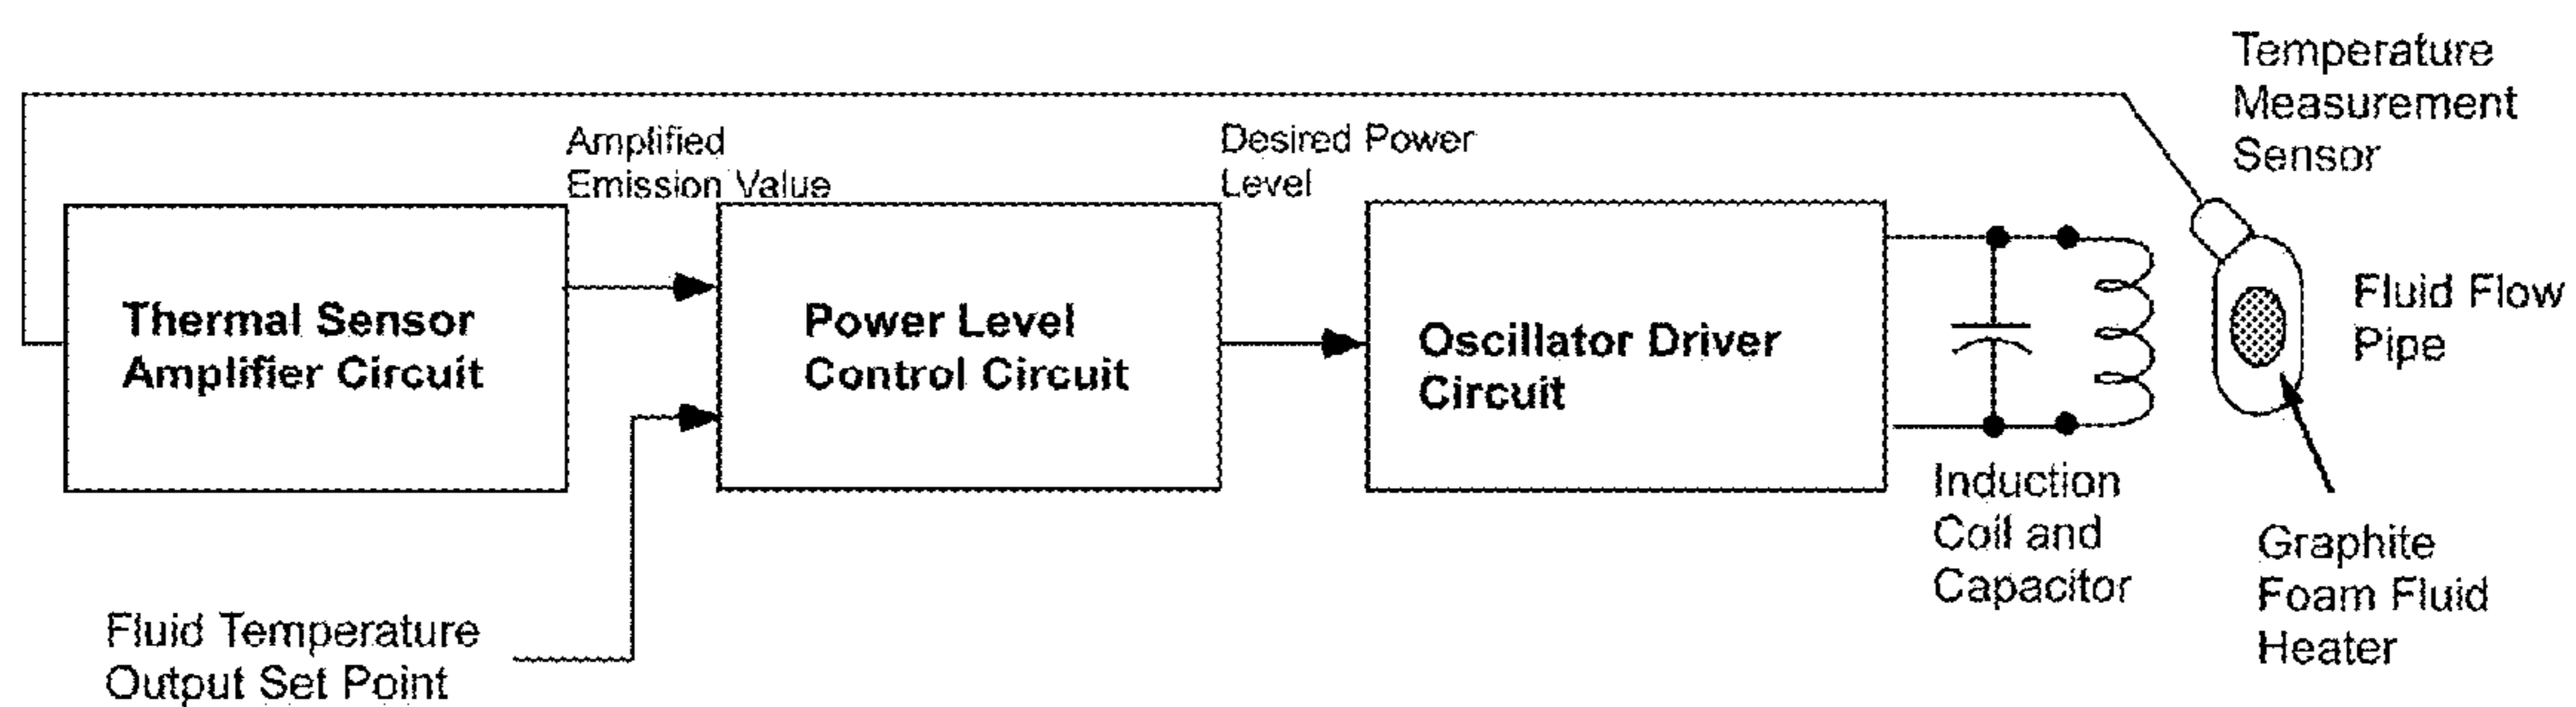 Temperature
Measurement
Sensor
Amplified
Emission Value
Desired Power
Level
Thermal Sensor
Amplifier Circuit
Power Level
Control Circuit
Oscillator Driver
Circuit
Fluid Flow
Pipe
Induction
Coil and
Capacitor
Graphite
Foam Fluid
Heater
Fluid Temperature
Output Set Point